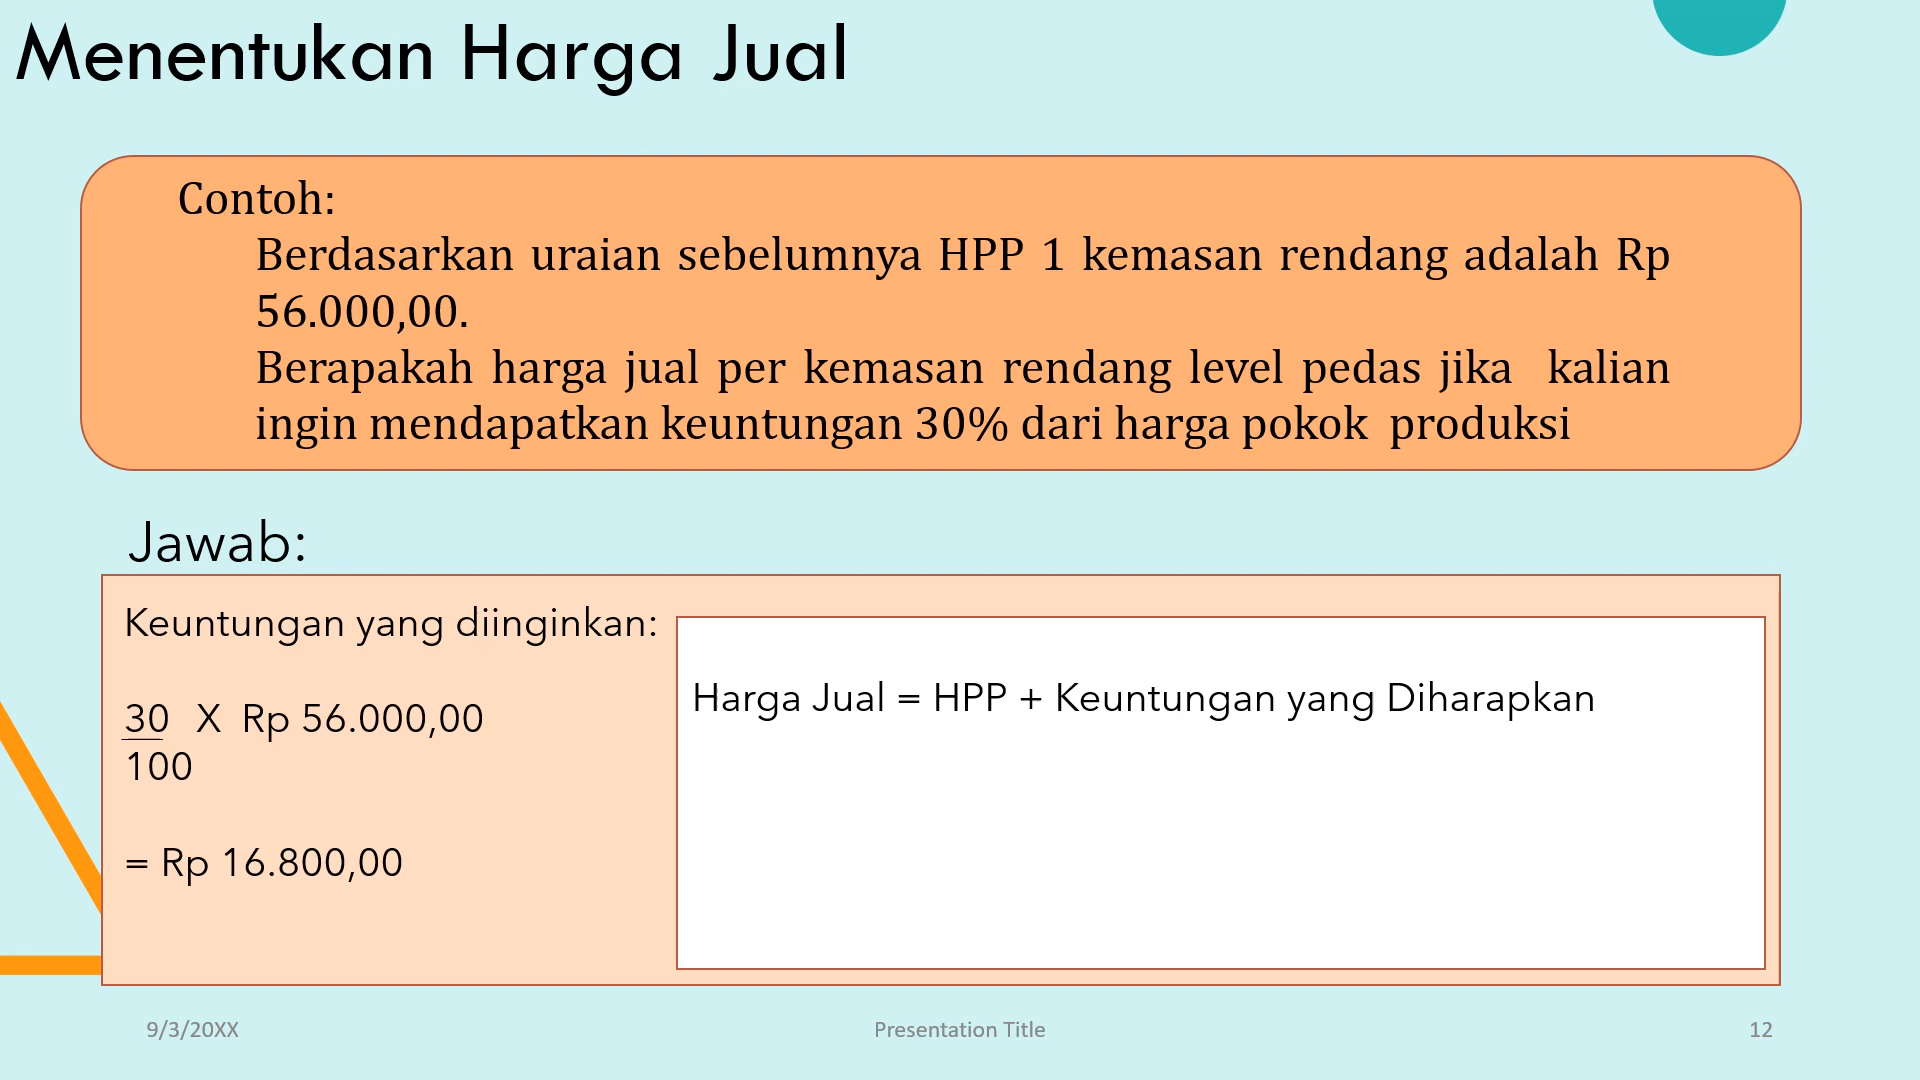 Menentukan Harga Jual
Contoh:
Berdasarkan uraian sebelumnya HPP 1 kemasan rendang adalah Rp
56.000,00.
Berapakah harga jual per kemasan rendang level pedas jika kalian
ingin mendapatkan keuntungan 30% dari harga pokok produksi
Jawab:
Keuntungan yang diinginkan:
30 X Rp 56.000,00
100
= Rp 16.800,00
Harga Jual = HPP + Keuntungan yang Diharapkan
9/3/20XX
Presentation Title
12